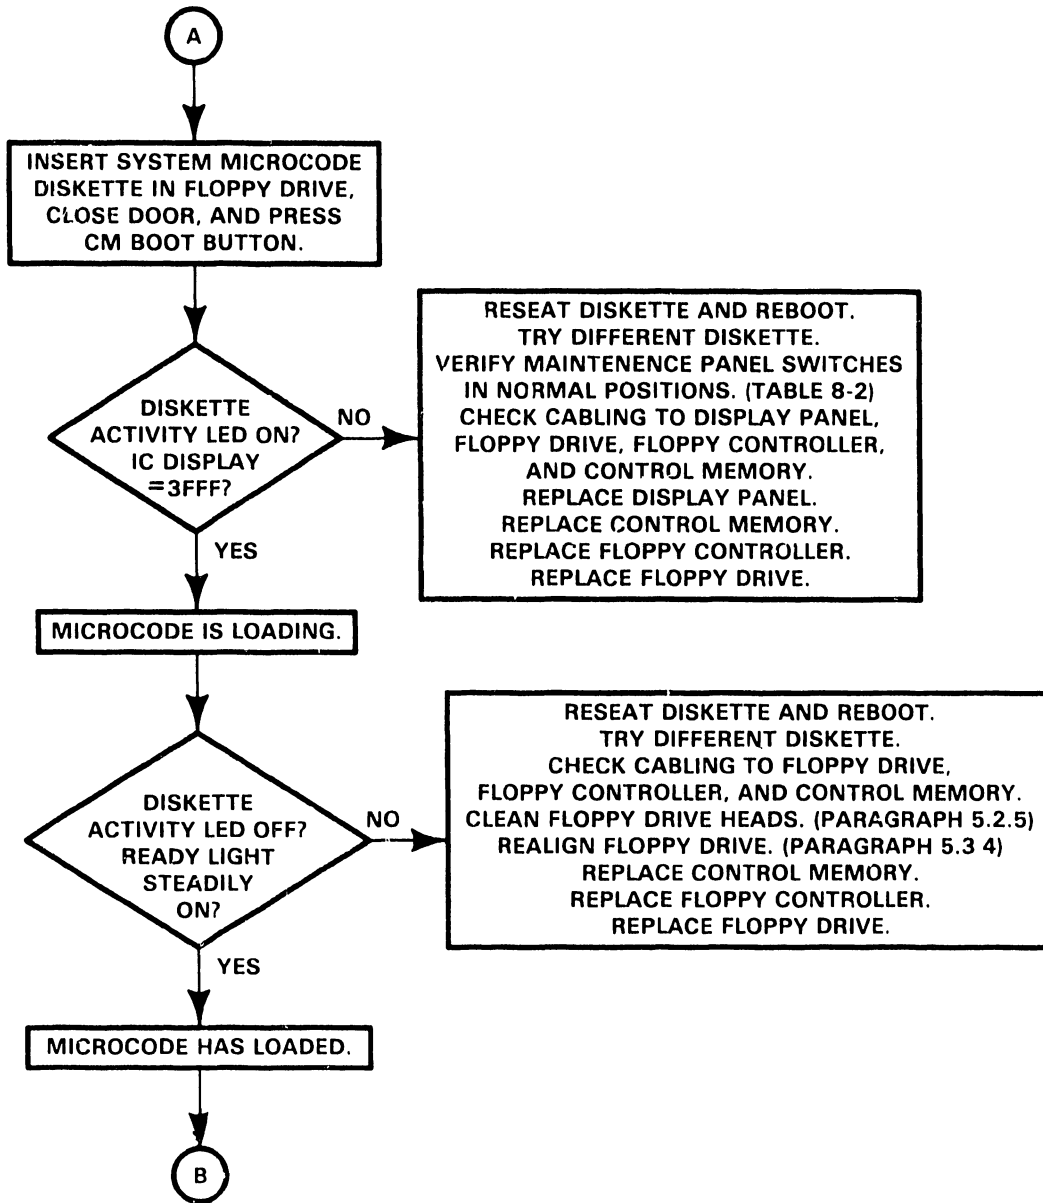 A
INSERT SYSTEM MICROCODE
DISKETTE IN FLOPPY DRIVE,
CLOSE DOOR, AND PRESS
CM BOOT BUTTON.
DISKETTE
ACTIVITY LED ON?
IC DISPLAY
=3FFF?
NO
RESEAT DISKETTE AND REBOOT.
TRY DIFFERENT DISKETTE.
VERIFY MAINTENENCE PANEL SWITCHES
IN NORMAL POSITIONS. (TABLE 8-2)
CHECK CABLING TO DISPLAY PANEL,
FLOPPY DRIVE, FLOPPY CONTROLLER,
AND CONTROL MEMORY.
REPLACE DISPLAY PANEL.
REPLACE CONTROL MEMORY.
REPLACE FLOPPY CONTROLLER.
REPLACE FLOPPY DRIVE.
YES
MICROCODE IS LOADING.
DISKETTE
ACTIVITY LED OFF?
READY LIGHT
STEADILY
ON?
NO
RESEAT DISKETTE AND REBOOT.
TRY DIFFERENT DISKETTE.
CHECK CABLING TO FLOPPY DRIVE,
FLOPPY CONTROLLER, AND CONTROL MEMORY.
CLEAN FLOPPY DRIVE HEADS. (PARAGRAPH 5.2.5)
REALIGN FLOPPY DRIVE. (PARAGRAPH 5.3 4)
REPLACE CONTROL MEMORY.
REPLACE FLOPPY CONTROLLER.
REPLACE FLOPPY DRIVE.
YES
MICROCODE HAS LOADED.
B